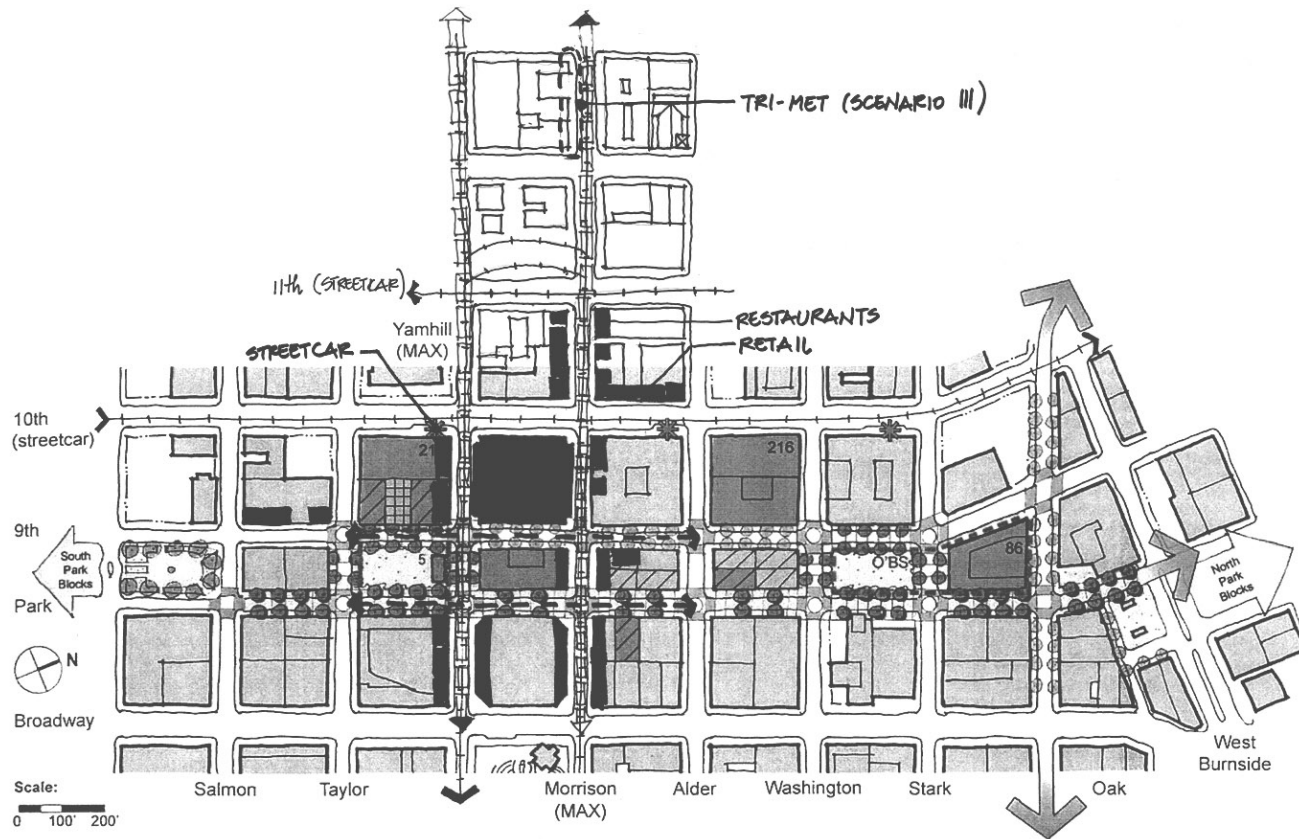 TRI-MET (SCENARIO III)
11th (STREETCAR)
RESTAURANTS
Yamhill
(MAX)
STREETCAR
RETAIL
10th
(streetcar)
21
216
9th
South
Park
Blocks
5
O'BS
86
North
Park
Blocks
Park
N
Broadway
West
Burnside
Scale:
0 100' 200'
Salmon
Taylor
Morrison
(MAX)
Alder
Washington
Stark
Oak